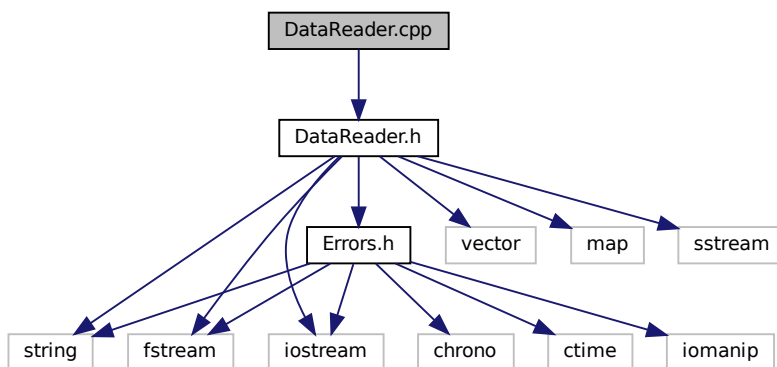 DataReader.cpp
DataReader.h
Errors.h
vector
map
sstream
string
fstream
iostream
chrono
ctime
iomanip